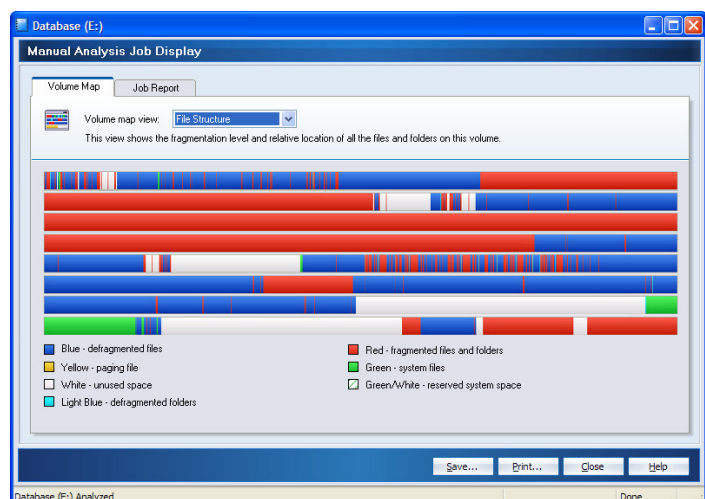 Database (E:)
Manual Analysis Job Display
Volume Map
Job Report
Volume map view:
File Structure
This view shows the fragmentation level and relative location of all the files and folders on this volume.
Blue - defragmented files
Red - fragmented files and folders
Yellow - paging file
Green - system files
White - unused space
Green/White - reserved system space
Light Blue - defragmented folders
Save...
Print...
Close
Help
Database (E:) Analyzed
Done